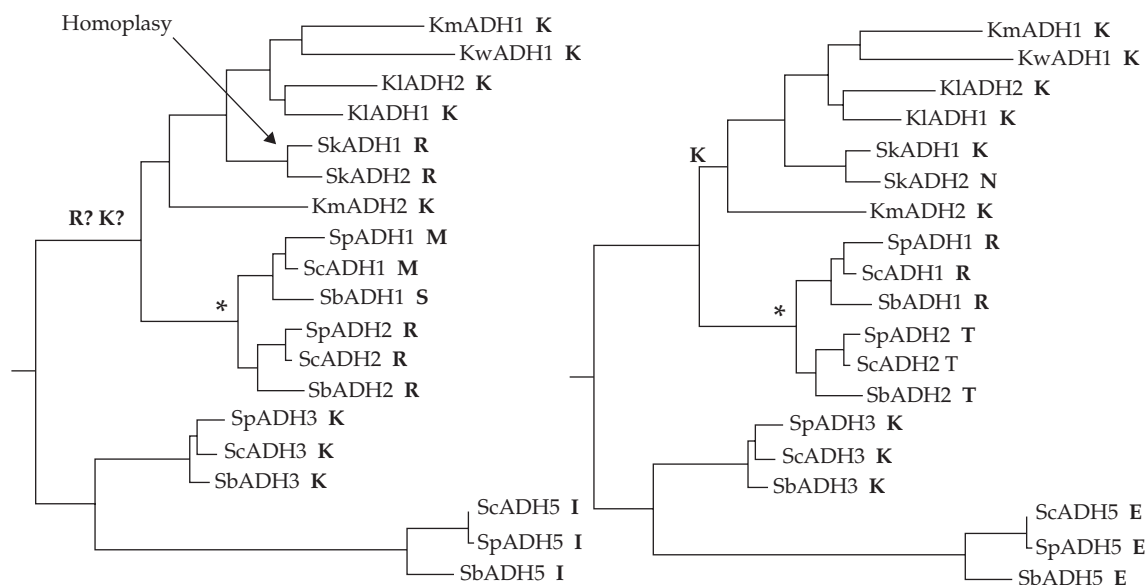 Homoplasy
KmADH1 K
KwADH1 K
KlADH2 K
KlADH1 K
SkADH1 R
SkADH2 R
KmADH2 K
R? K?
SpADH1 M
ScADH1 M
SbADH1 S
*
SpADH2 R
ScADH2 R
SbADH2 R
SpADH3 K
ScADH3 K
SbADH3 K
ScADH5 I
SpADH5 I
SbADH5 I
KmADH1 K
KwADH1 K
KlADH2 K
KlADH1 K
SkADH1 K
K
SkADH2 N
KmADH2 K
SpADH1 R
ScADH1 R
SbADH1 R
*
SpADH2 T
ScADH2 T
SbADH2 T
SpADH3 K
ScADH3 K
SbADH3 K
ScADH5 E
SpADH5 E
SbADH5 E